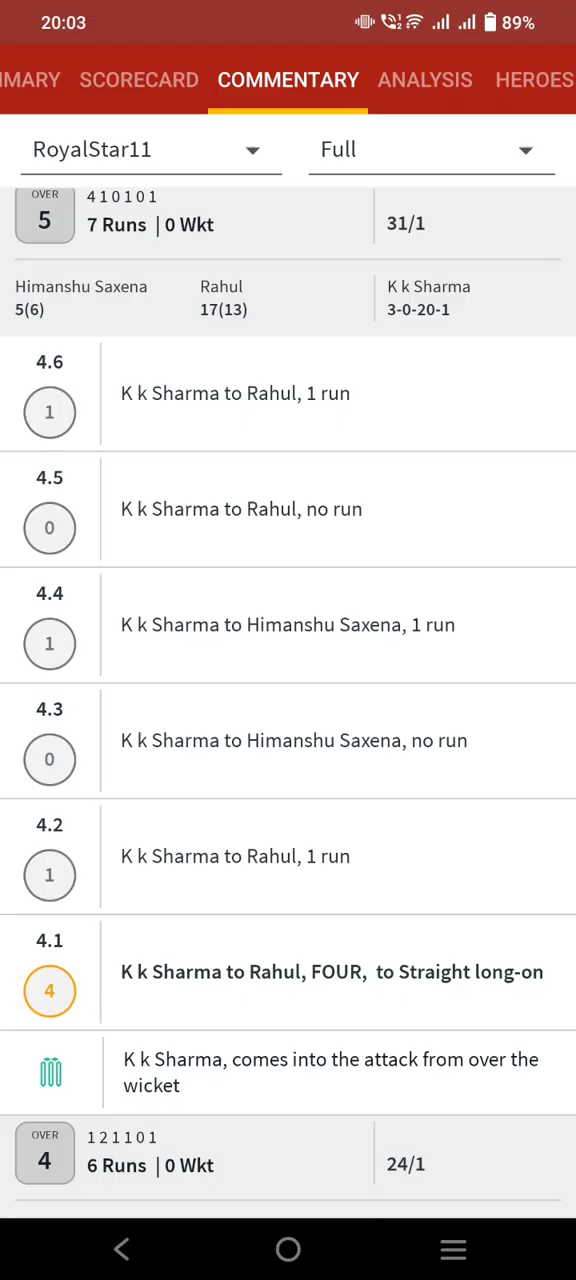 20:03 89%
MMARY SCORECARD COMMENTARY ANALYSIS HEROES
RoyalStar11 Full
OVER 4 1 0 1 0 1
5 7 Runs | 0 Wkt 31/1
Himanshu Saxena Rahul K k Sharma
5(6) 17(13) 3-0-20-1
4.6
1 K k Sharma to Rahul, 1 run
4.5
0 K k Sharma to Rahul, no run
4.4
1 K k Sharma to Himanshu Saxena, 1 run
4.3
0 K k Sharma to Himanshu Saxena, no run
4.2
1 K k Sharma to Rahul, 1 run
4.1
4 K k Sharma to Rahul, FOUR, to Straight long-on
K k Sharma, comes into the attack from over the
wicket
OVER 1 2 1 1 0 1
4 6 Runs | 0 Wkt 24/1